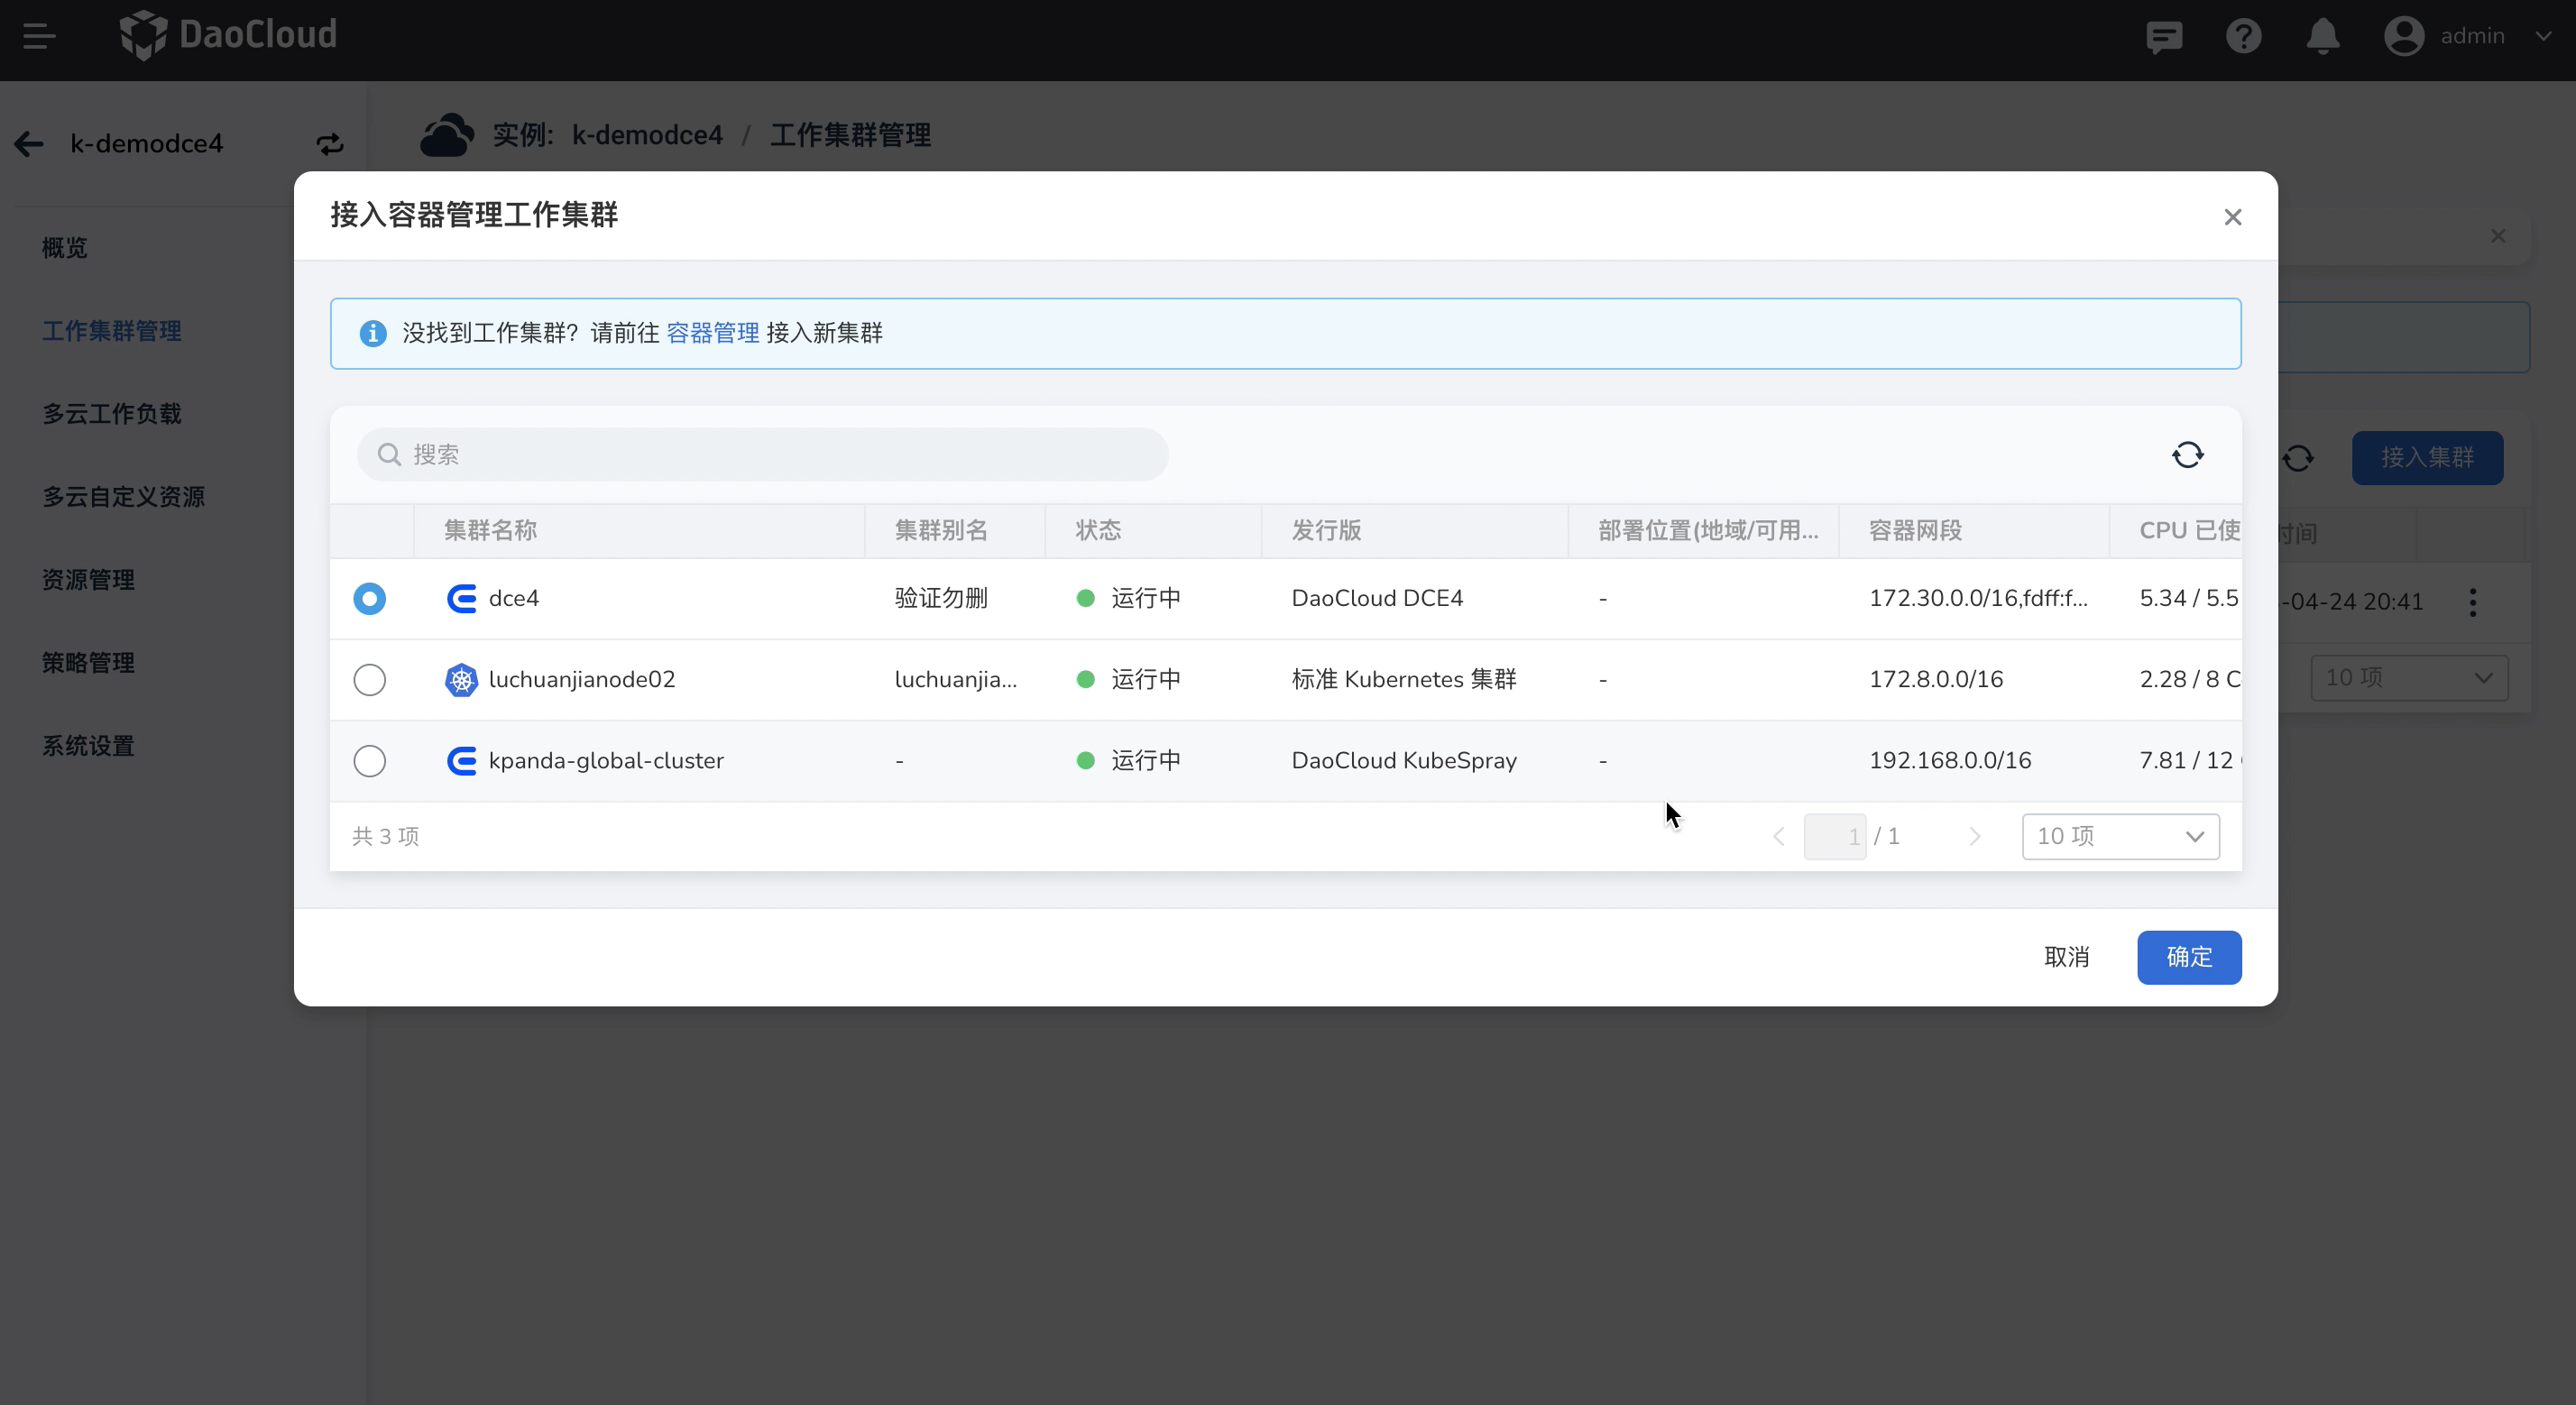 DaoCloud
admin
k-demodce4
实例: k-demodce4 / 工作集群管理
概览
工作集群管理
多云工作负载
多云自定义资源
资源管理
策略管理
系统设置
接入容器管理工作集群
没找到工作集群？请前往 容器管理 接入新集群
搜索
接入集群
集群名称 集群别名 状态 发行版 部署位置(地域/可用... 容器网段 CPU 已使
时间
dce4 验证勿删 运行中 DaoCloud DCE4 - 172.30.0.0/16,fdff:f... 5.34 / 5.5
-04-24 20:41
luchuanjianode02 luchuanjia... 运行中 标准 Kubernetes 集群 - 172.8.0.0/16 2.28 / 8 C
10 项
kpanda-global-cluster - 运行中 DaoCloud KubeSpray - 192.168.0.0/16 7.81 / 12
共 3 项 1 / 1 10 项
取消 确定